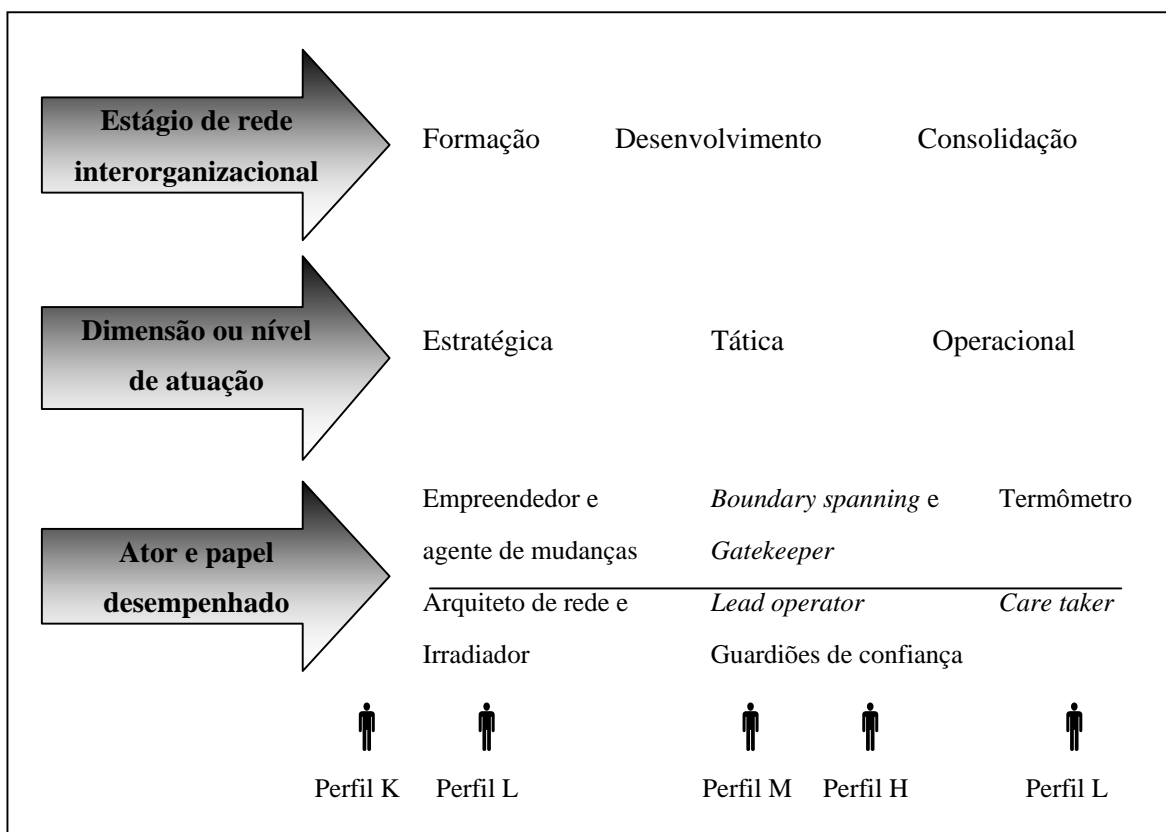 Estágio de rede
interorganizacional
Formação Desenvolvimento Consolidação
Dimensão ou nível
de atuação
Estratégica Tática Operacional
Ator e papel
desempenhado
Empreendedor e Boundary spanning e Termômetro
agente de mudanças Gatekeeper
Arquiteto de rede e Lead operator Care taker
Irradiador Guardiões de confiança
Perfil K Perfil L Perfil M Perfil H Perfil L